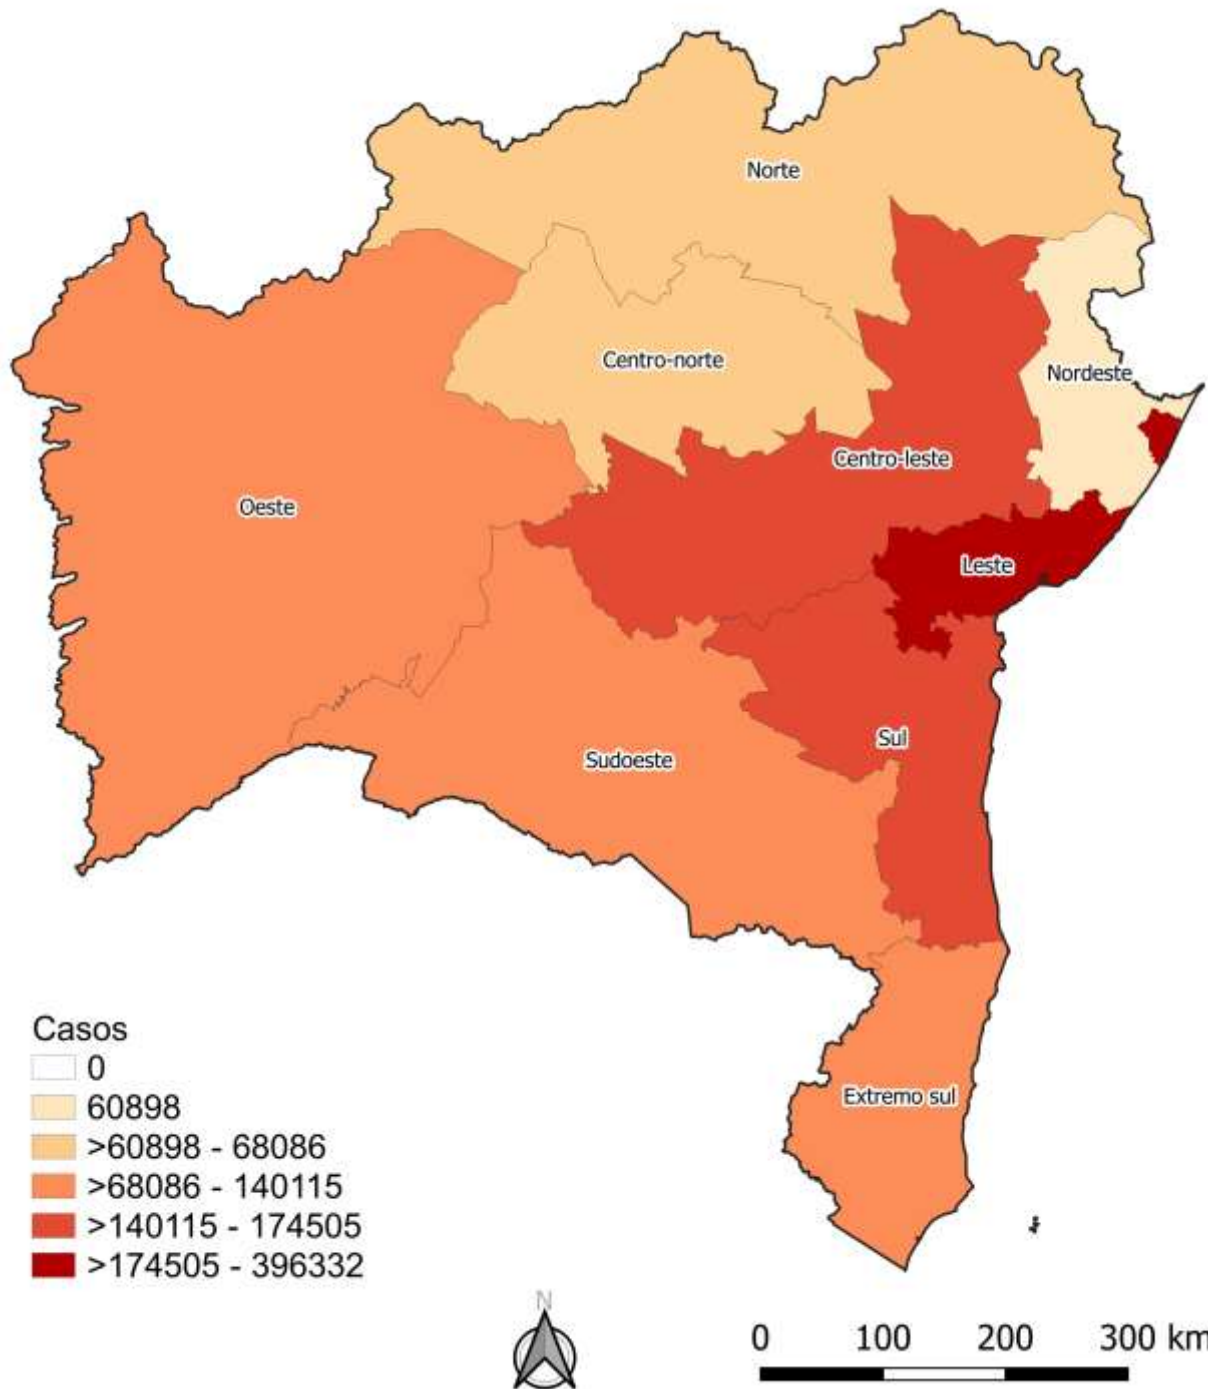 Norte
Centro-norte
Nordeste
Centro-leste
Oeste
Leste
Sul
Sudoeste
Extremo sul
Casos
0
60898
>60898 - 68086
>68086 - 140115
>140115 - 174505
>174505 - 396332
N
0 100 200 300 km